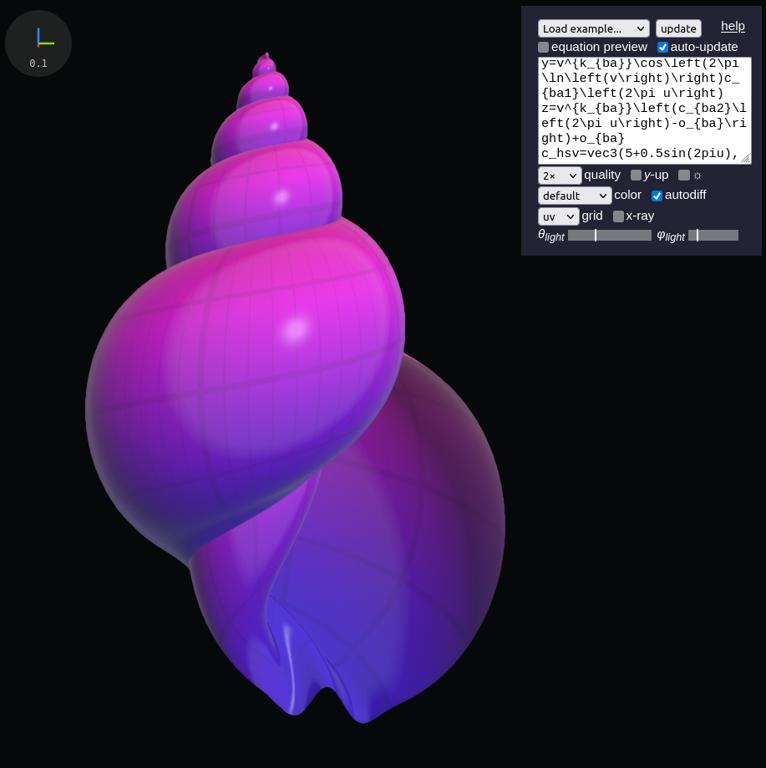 0.1
Load example... update help
equation preview auto-update
y=v^{k_{ba}}\cos\left(2\pi
\ln\left(v\right)\right)c_
{ba1}\left(2\pi u\right)
z=v^{k_{ba}}\left(c_{ba2}\l
eft(2\pi u\right)-o_{ba}\ri
ght)+o_{ba}
c_hsv=vec3(5+0.5sin(2piu),
2× quality y-up ☼
default color autodiff
uv grid x-ray
θlight φlight